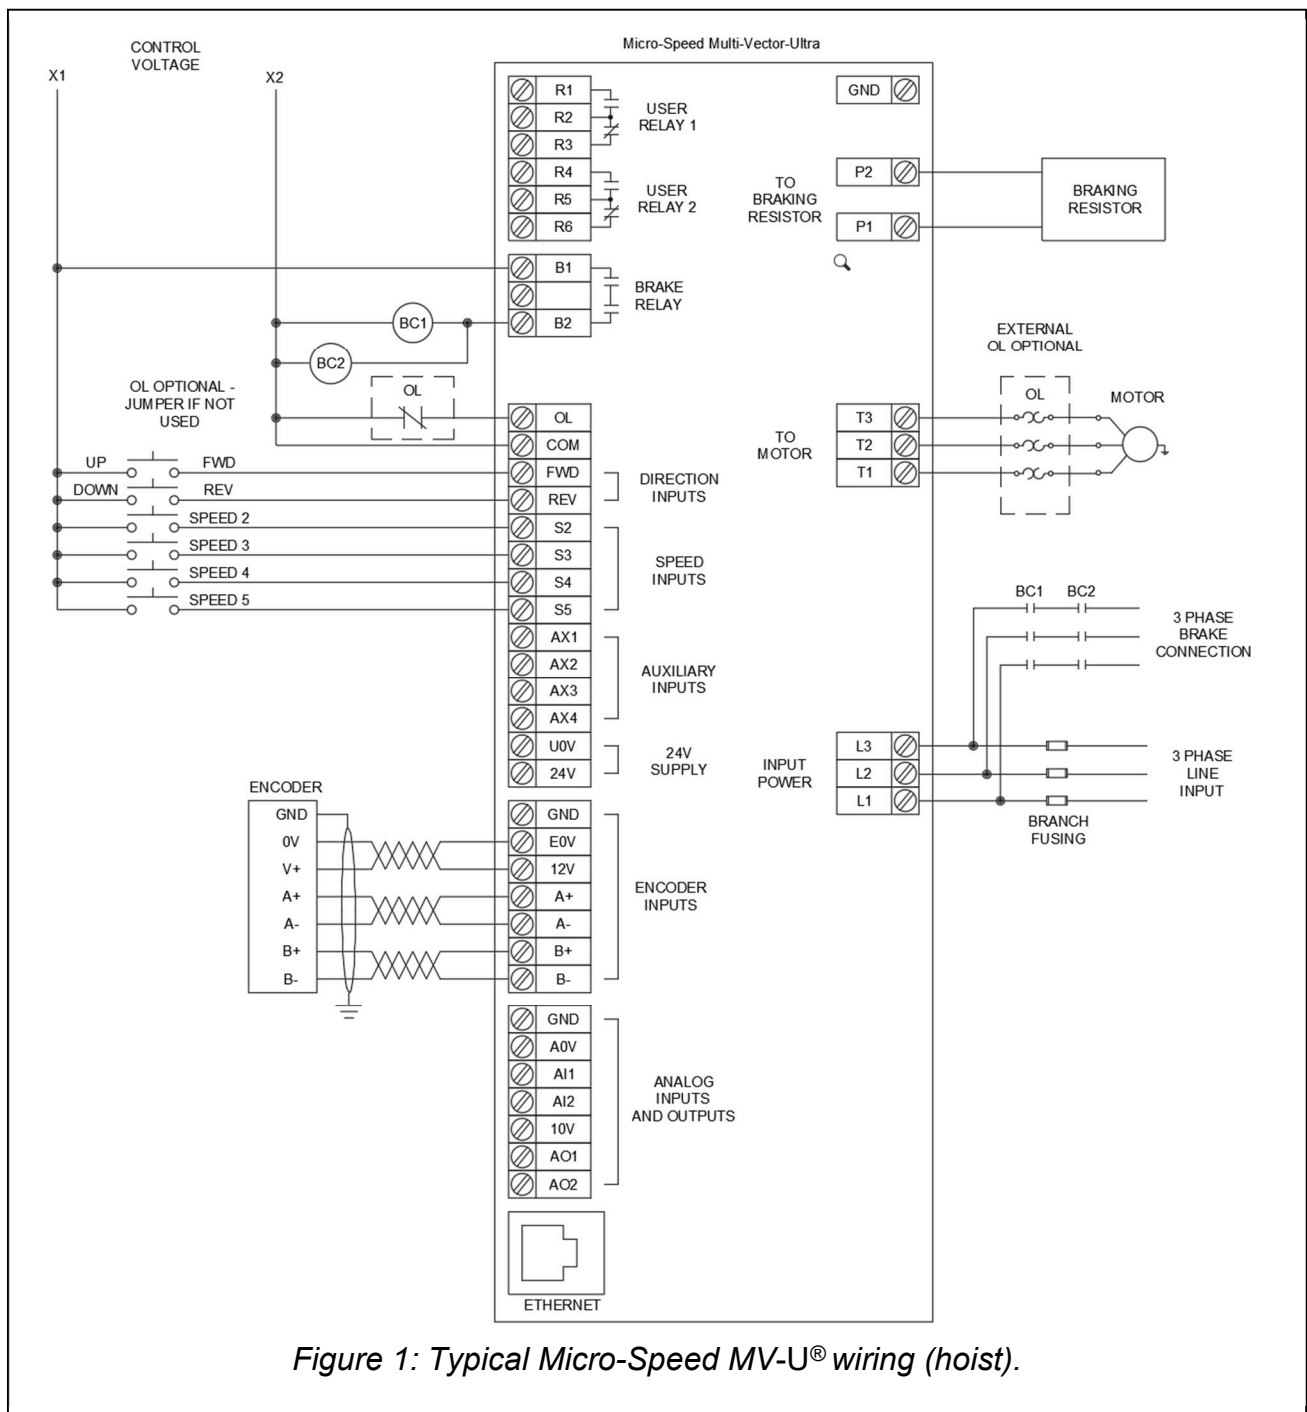 Micro-Speed Multi-Vector-Ultra
CONTROL
VOLTAGE
X1
X2
R1
R2
R3
USER
RELAY 1
R4
R5
R6
USER
RELAY 2
B1
B2
BRAKE
RELAY
BC1
BC2
OL OPTIONAL -
JUMPER IF NOT
USED
OL
OL
COM
UP
FWD
FWD
DOWN
REV
REV
DIRECTION
INPUTS
SPEED 2
S2
SPEED 3
S3
SPEED 4
S4
SPEED 5
S5
SPEED
INPUTS
AX1
AX2
AX3
AX4
AUXILIARY
INPUTS
U0V
24V
24V
SUPPLY
ENCODER
GND
0V
V+
A+
A-
B+
B-
GND
E0V
12V
A+
A-
B+
B-
ENCODER
INPUTS
GND
A0V
AI1
AI2
10V
AO1
AO2
ANALOG
INPUTS
AND OUTPUTS
ETHERNET
GND
P2
P1
TO
BRAKING
RESISTOR
BRAKING
RESISTOR
EXTERNAL
OL OPTIONAL
OL
MOTOR
T3
T2
T1
TO
MOTOR
BC1
BC2
3 PHASE
BRAKE
CONNECTION
L3
L2
L1
INPUT
POWER
3 PHASE
LINE
INPUT
BRANCH
FUSING
Figure 1: Typical Micro-Speed MV-U® wiring (hoist).